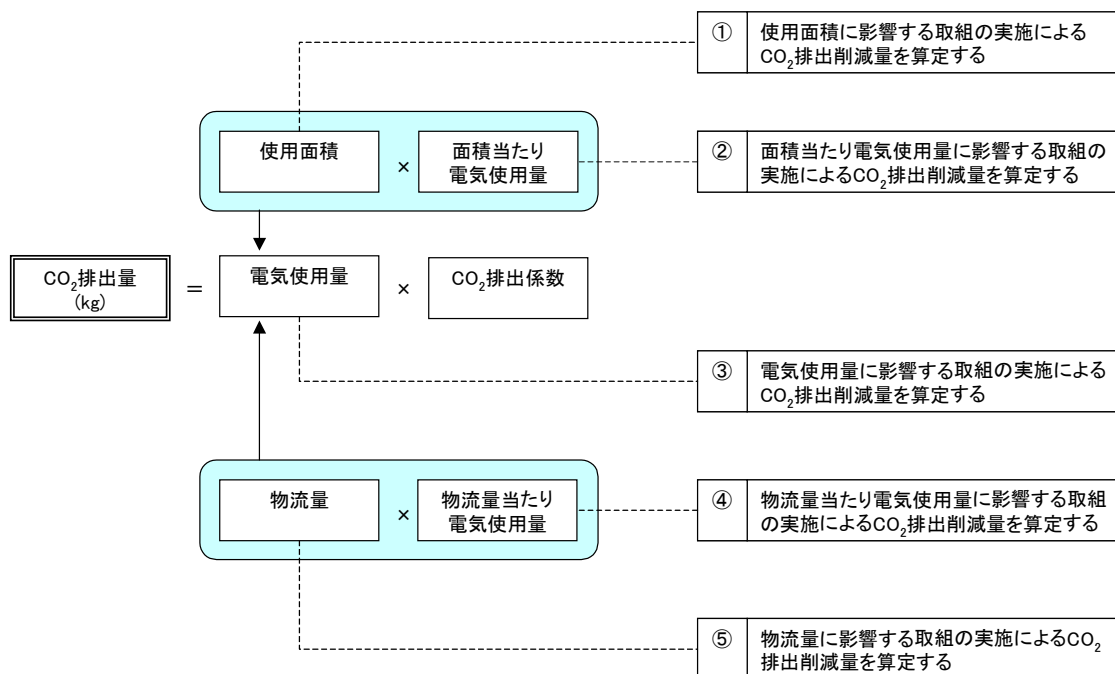 ①
使用面積に影響する取組の実施による
CO₂排出削減量を算定する
使用面積
×
面積当たり
電気使用量
②
面積当たり電気使用量に影響する取組の
実施によるCO₂排出削減量を算定する
CO₂排出量
(kg)
=
電気使用量
×
CO₂排出係数
③
電気使用量に影響する取組の実施による
CO₂排出削減量を算定する
物流量
×
物流量当たり
電気使用量
④
物流量当たり電気使用量に影響する取組
の実施によるCO₂排出削減量を算定する
⑤
物流量に影響する取組の実施によるCO₂
排出削減量を算定する